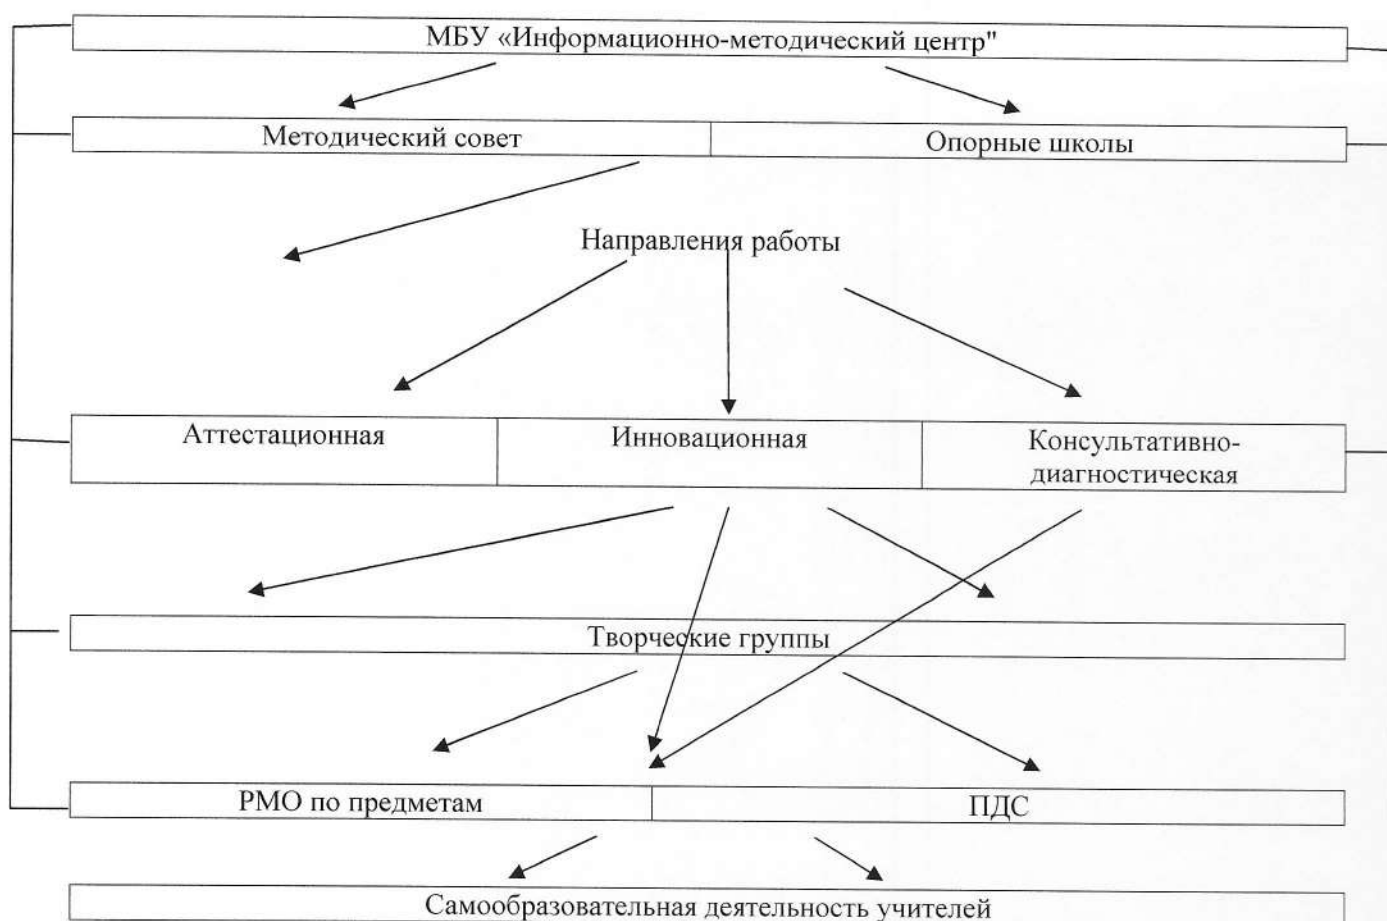 МБУ «Информационно-методический центр"
Методический совет
Опорные школы
Направления работы
Аттестационная
Инновационная
Консультативно-
диагностическая
Творческие группы
РМО по предметам
ПДС
Самообразовательная деятельность учителей